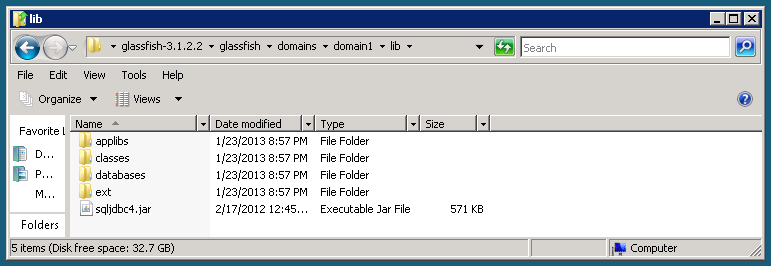 lib
glassfish-3.1.2.2 glassfish domains domain1 lib Search
File Edit View Tools Help
Organize Views
Name Date modified Type Size
Favorite L
applibs 1/23/2013 8:57 PM File Folder
classes 1/23/2013 8:57 PM File Folder
D...
databases 1/23/2013 8:57 PM File Folder
P...
ext 1/23/2013 8:57 PM File Folder
M...
sqljdbc4.jar 2/17/2012 12:45... Executable Jar File 571 KB
Folders
5 items (Disk free space: 32.7 GB) Computer